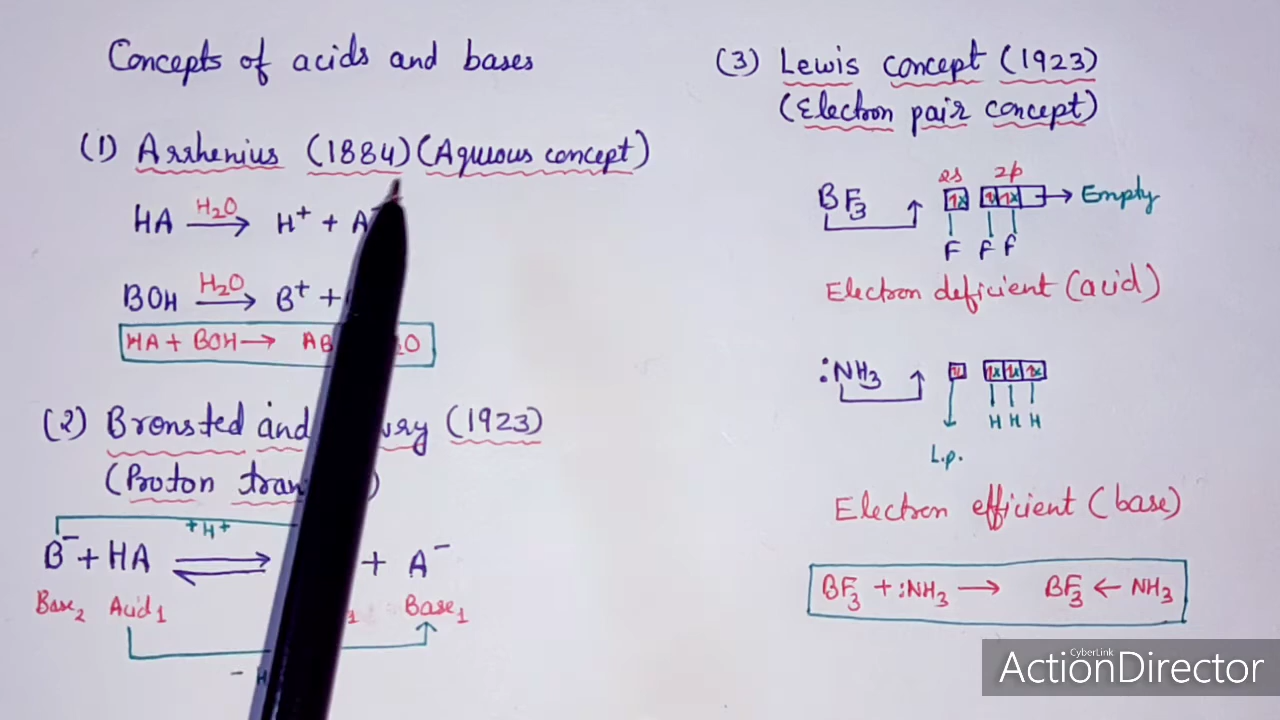 Concepts of acids and bases
(1) Arrhenius (1884) (Aqueous concept)
HA H2O → H+ + A
BOH H2O → B+ +
HA + BOH → AB
(2) Bronsted and (1923)
(Proton
+H+
B- + HA ⇌ + A-
Base2 Acid1 Base1
(3) Lewis concept (1923)
(Electron pair concept)
2s 2p
BF3 → Empty
F F F
Electron deficient (acid)
:NH3
H H H
L.p.
Electron efficient (base)
BF3 + :NH3 → BF3 ← NH3
CyberLink
ActionDirector